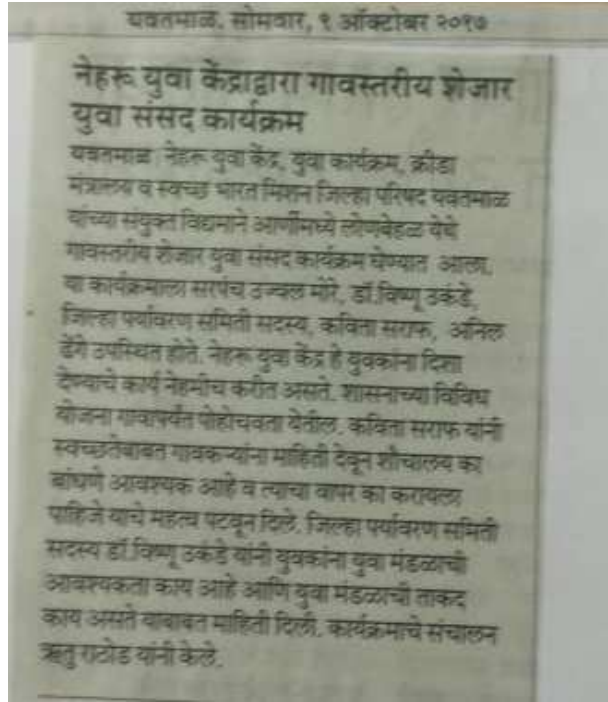 यवतमाळ, सोमवार, ९ ऑक्टोबर २०१७
नेहरू युवा केंद्राद्वारा गावस्तरीय शेजार
युवा संसद कार्यक्रम
यवतमाळ : नेहरू युवा केंद्र, युवा कार्यक्रम, क्रीडा
मंत्रालय व स्वच्छ भारत मिशन जिल्हा परिषद यवतमाळ
यांच्या संयुक्त विद्यमाने आर्णीमध्ये लोणबेहळ येथे
गावस्तरीय शेजार युवा संसद कार्यक्रम घेण्यात आला.
या कार्यक्रमाला सरपंच उज्वल मोरे, डॉ.विष्णू उकंडे,
जिल्हा पर्यावरण समिती सदस्य, कविता सराफ, अनिल
ढेंगे उपस्थित होते. नेहरू युवा केंद्र हे युवकांना दिशा
देण्याचे कार्य नेहमीच करीत असते. शासनाच्या विविध
योजना गावापर्यंत पोहोचवता येतील. कविता सराफ यांनी
स्वच्छतेबाबत गावकऱ्यांना माहिती देवून शौचालय का
बांधणे आवश्यक आहे व त्याचा वापर का करायला
पाहिजे याचे महत्व पटवून दिले. जिल्हा पर्यावरण समिती
सदस्य डॉ.विष्णू उकंडे यांनी युवकांना युवा मंडळाची
आवश्यकता काय आहे आणि युवा मंडळाची ताकद
काय असते याबाबत माहिती दिली. कार्यक्रमाचे संचालन
ऋतु राठोड यांनी केले.